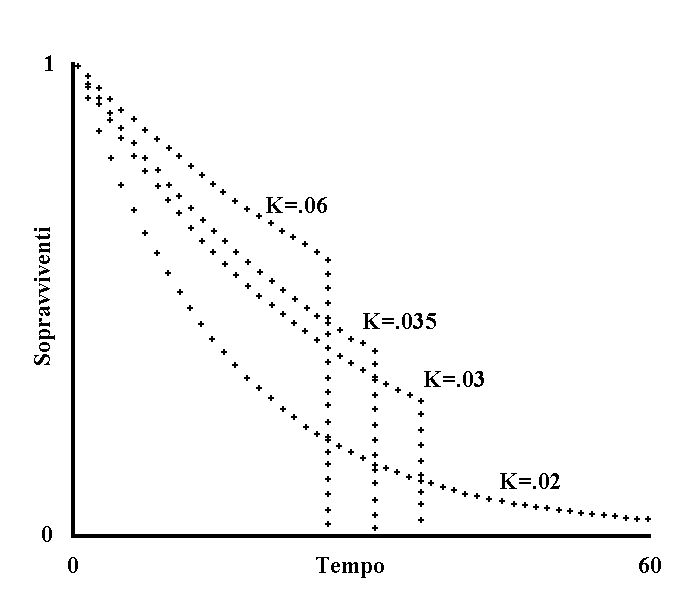 1
K=.06
Sopravviventi
K=.035
K=.03
K=.02
0
0 Tempo 60